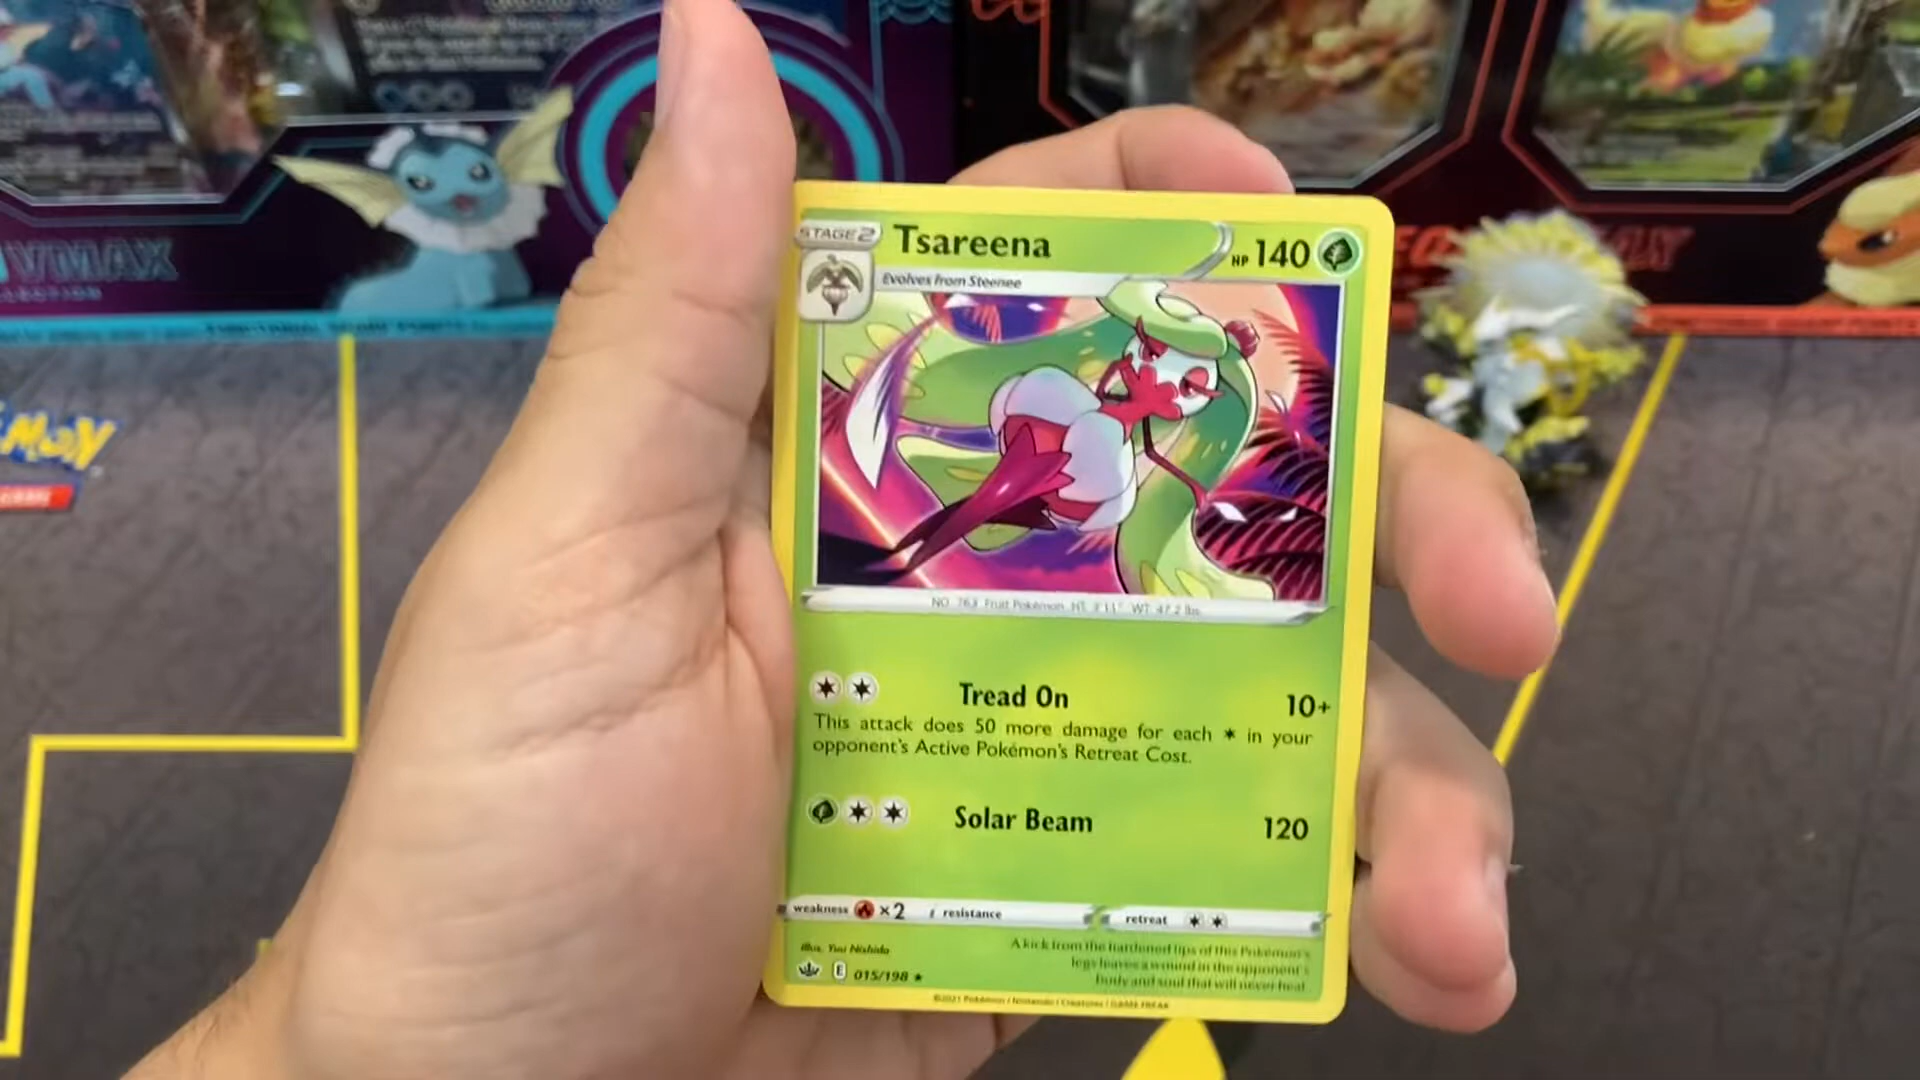 VMAX
STAGE 2
Tsareena
HP 140
Evolves from Steenee
NO. 763 Fruit Pokémon HT: 3'11" WT: 47.2 lbs.
Tread On 10+
This attack does 50 more damage for each ✶ in your
opponent's Active Pokémon's Retreat Cost.
Solar Beam 120
weakness ×2 resistance retreat
Illus. Yuu Nishida
A kick from the hardened tips of this Pokémon's
legs leaves a wound in the opponent's
body and soul that will never heal.
E 015/198 ★
©2021 Pokémon / Nintendo / Creatures / GAME FREAK